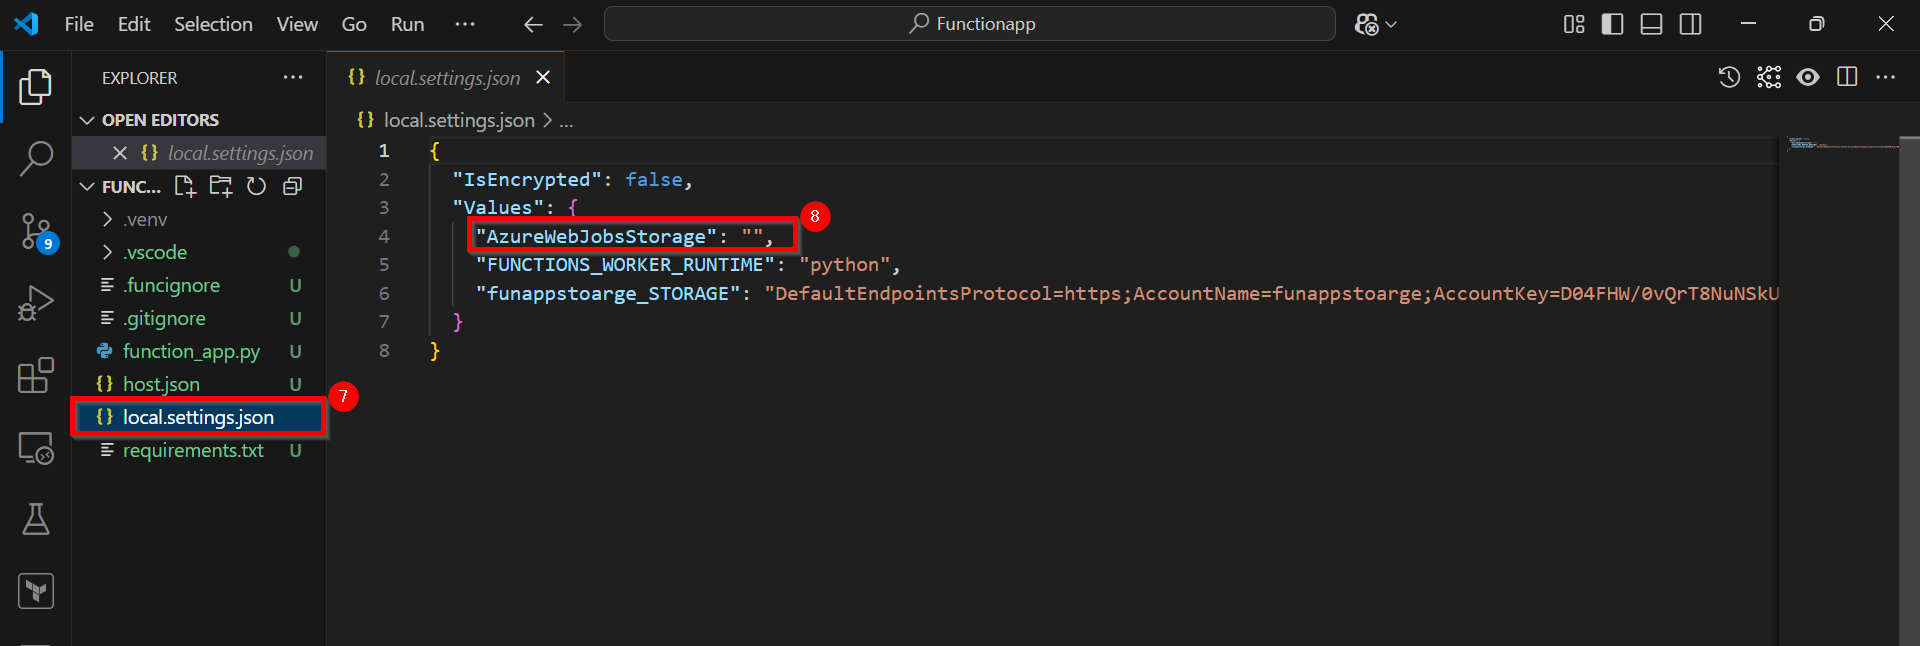 File Edit Selection View Go Run ··· Functionapp
EXPLORER ···
OPEN EDITORS
{} local.settings.json
FUNC...
.venv
.vscode
.funcignore U
.gitignore U
function_app.py U
host.json U
local.settings.json
requirements.txt U
9
7
{} local.settings.json
{} local.settings.json > ...
1 {
2 "IsEncrypted": false,
3 "Values": {
4 "AzureWebJobsStorage": "",
5 "FUNCTIONS_WORKER_RUNTIME": "python",
6 "funappstoarge_STORAGE": "DefaultEndpointsProtocol=https;AccountName=funappstoarge;AccountKey=D04FHW/0vQrT8NuNSkU
7 }
8 }
8